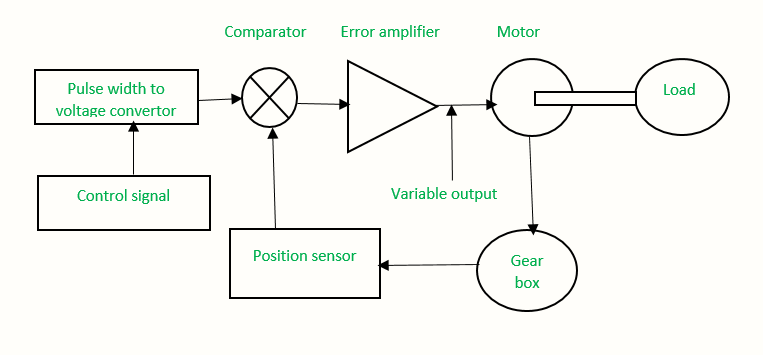 Comparator
Error amplifier
Motor
Pulse width to
voltage convertor
Load
Control signal
Variable output
Position sensor
Gear
box